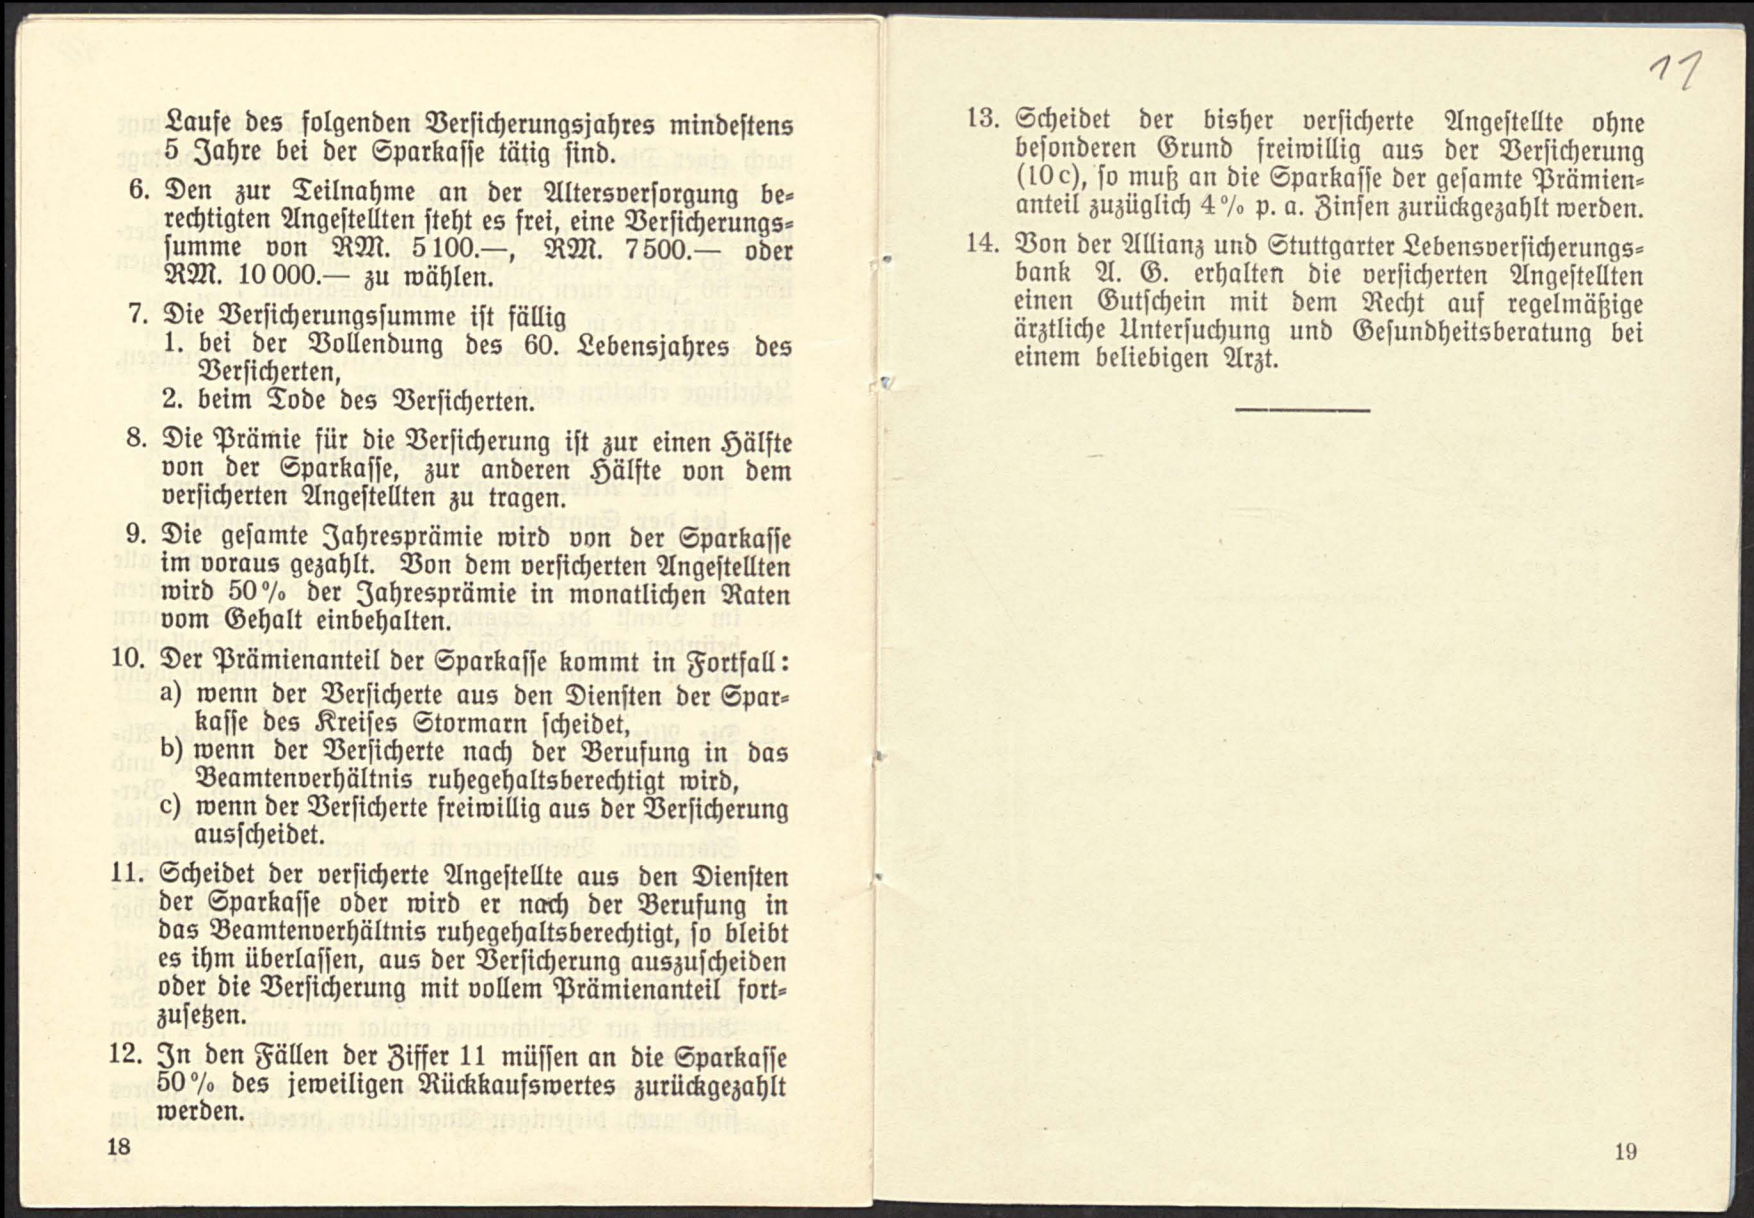 Laufe des folgenden Versicherungsjahres mindestens
5 Jahre bei der Sparkasse tätig sind.
6. Den zur Teilnahme an der Altersversorgung be-
rechtigten Angestellten steht es frei, eine Versicherungs-
summe von RM. 5100.—, RM. 7500.— oder
RM. 10 000.— zu wählen.
7. Die Versicherungssumme ist fällig
1. bei der Vollendung des 60. Lebensjahres des
Versicherten,
2. beim Tode des Versicherten.
8. Die Prämie für die Versicherung ist zur einen Hälfte
von der Sparkasse, zur anderen Hälfte von dem
versicherten Angestellten zu tragen.
9. Die gesamte Jahresprämie wird von der Sparkasse
im voraus gezahlt. Von dem versicherten Angestellten
wird 50% der Jahresprämie in monatlichen Raten
vom Gehalt einbehalten.
10. Der Prämienanteil der Sparkasse kommt in Fortfall:
a) wenn der Versicherte aus den Diensten der Spar-
kasse des Kreises Stormarn scheidet,
b) wenn der Versicherte nach der Berufung in das
Beamtenverhältnis ruhegehaltsberechtigt wird,
c) wenn der Versicherte freiwillig aus der Versicherung
ausscheidet.
11. Scheidet der versicherte Angestellte aus den Diensten
der Sparkasse oder wird er nach der Berufung in
das Beamtenverhältnis ruhegehaltsberechtigt, so bleibt
es ihm überlassen, aus der Versicherung auszuscheiden
oder die Versicherung mit vollem Prämienanteil fort-
zusetzen.
12. In den Fällen der Ziffer 11 müssen an die Sparkasse
50% des jeweiligen Rückkaufswertes zurückgezahlt
werden.
18
11
13. Scheidet der bisher versicherte Angestellte ohne
besonderen Grund freiwillig aus der Versicherung
(10c), so muß an die Sparkasse der gesamte Prämien-
anteil zuzüglich 4% p. a. Zinsen zurückgezahlt werden.
14. Von der Allianz und Stuttgarter Lebensversicherungs-
bank A. G. erhalten die versicherten Angestellten
einen Gutschein mit dem Recht auf regelmäßige
ärztliche Untersuchung und Gesundheitsberatung bei
einem beliebigen Arzt.
19